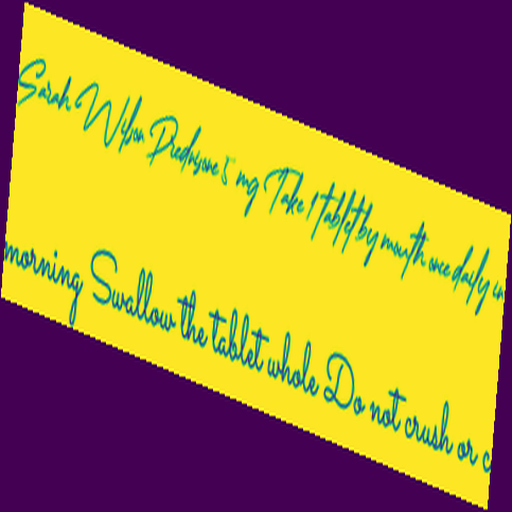 Sarah Wilson Prednisone 5 mg Take 1 tablet by mouth once daily in
morning Swallow the tablet whole Do not crush or